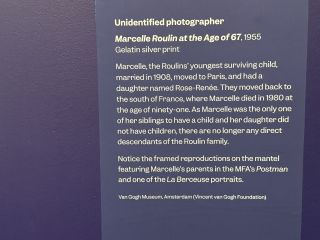 Unidentified photographer
Marcelle Roulin at the Age of 67, 1955
Gelatin silver print
Marcelle, the Roulins' youngest surviving child,
married in 1908, moved to Paris, and had a
daughter named Rose-Renée. They moved back to
the south of France, where Marcelle died in 1980 at
the age of ninety-one. As Marcelle was the only one
of her siblings to have a child and her daughter did
not have children, there are no longer any direct
descendants of the Roulin family.
Notice the framed reproductions on the mantel
featuring Marcelle's parents in the MFA's Postman
and one of the La Berceuse portraits.
Van Gogh Museum, Amsterdam (Vincent van Gogh Foundation)